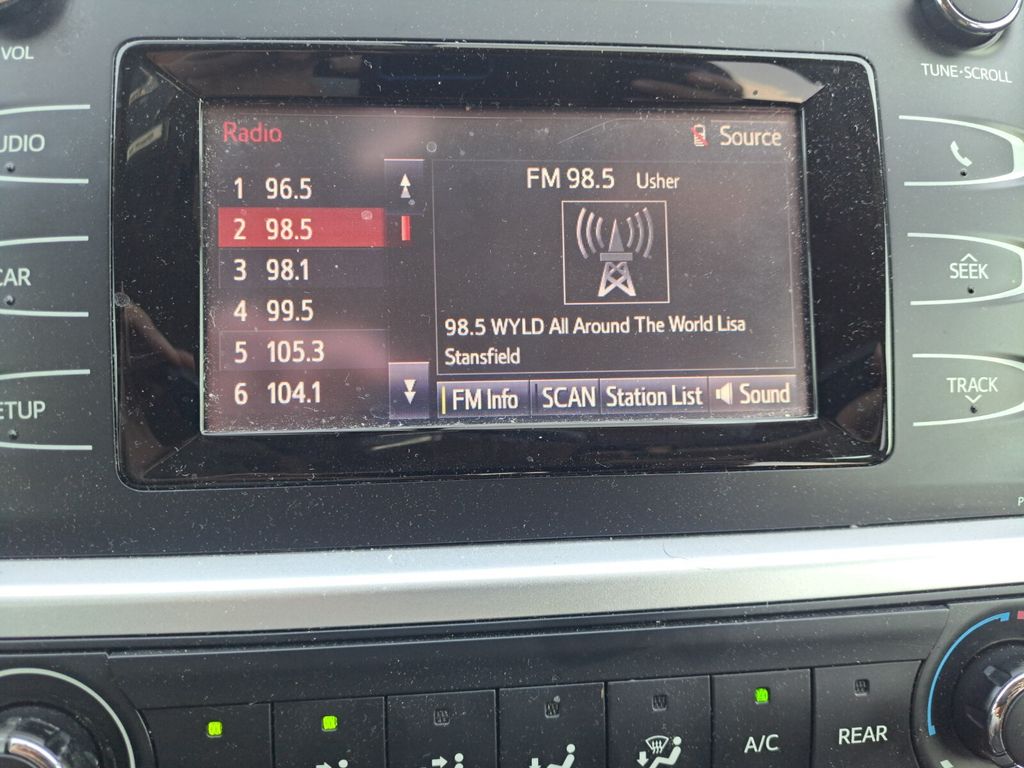 VOL
TUNE·SCROLL
UDIO
Radio
Source
FM 98.5 Usher
1 96.5
2 98.5
3 98.1
4 99.5
5 105.3
6 104.1
98.5 WYLD All Around The World Lisa
Stansfield
FM Info
SCAN
Station List
Sound
CAR
ETUP
SEEK
TRACK
A/C
REAR